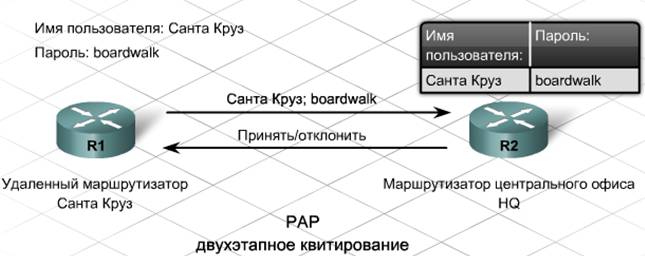 Имя пользователя: Санта Круз
Пароль: boardwalk
Имя пользователя:
Пароль:
Санта Круз
boardwalk
Санта Круз; boardwalk
Принять/отклонить
R1
R2
Удаленный маршрутизатор
Санта Круз
Маршрутизатор центрального офиса
HQ
PAP
двухэтапное квитирование